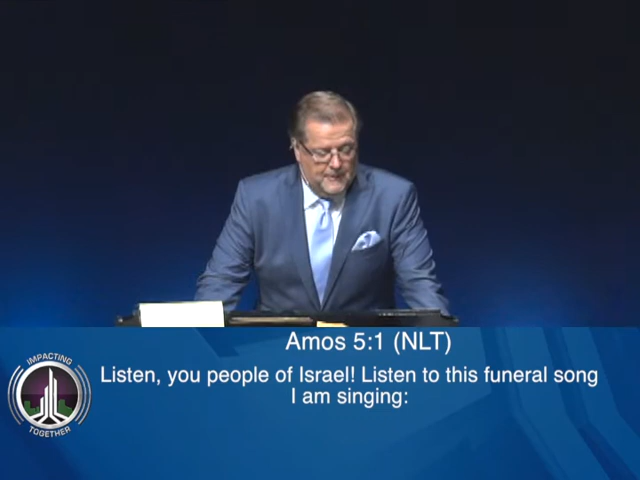 Amos 5:1 (NLT)
IMPACTING
Listen, you people of Israel! Listen to this funeral song
I am singing:
TOGETHER